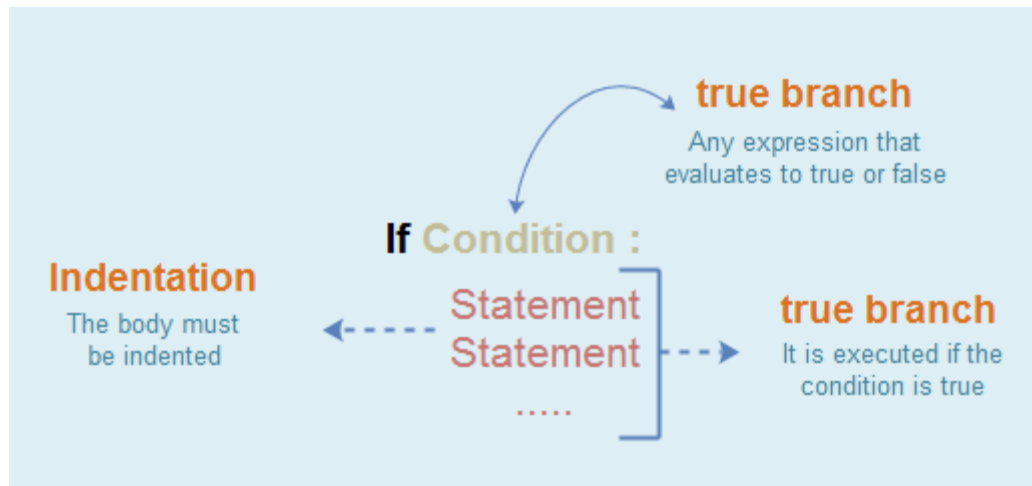 true branch
Any expression that
evaluates to true or false
If Condition :
Indentation
The body must
be indented
Statement
Statement
.....
true branch
It is executed if the
condition is true